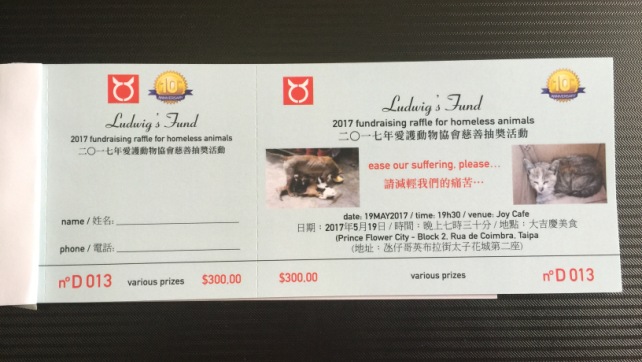 10
ANNIVERSARY
Ludwig's Fund
2017 fundraising raffle for homeless animals
二〇一七年愛護動物協會慈善抽獎活動
name / 姓名:
phone / 電話:
nº D 013
various prizes
$300.00
10
ANNIVERSARY
Ludwig's Fund
2017 fundraising raffle for homeless animals
二〇一七年愛護動物協會慈善抽獎活動
ease our suffering, please...
請減輕我們的痛苦…
date: 19MAY2017 / time: 19h30 / venue: Joy Cafe
日期：2017年5月19日 / 時間：晚上七時三十分 / 地點：大吉慶美食
(Prince Flower City - Block 2, Rua de Coimbra, Taipa
(地址：氹仔哥英布拉街太子花城第二座)
$300.00
various prizes
nº D 013